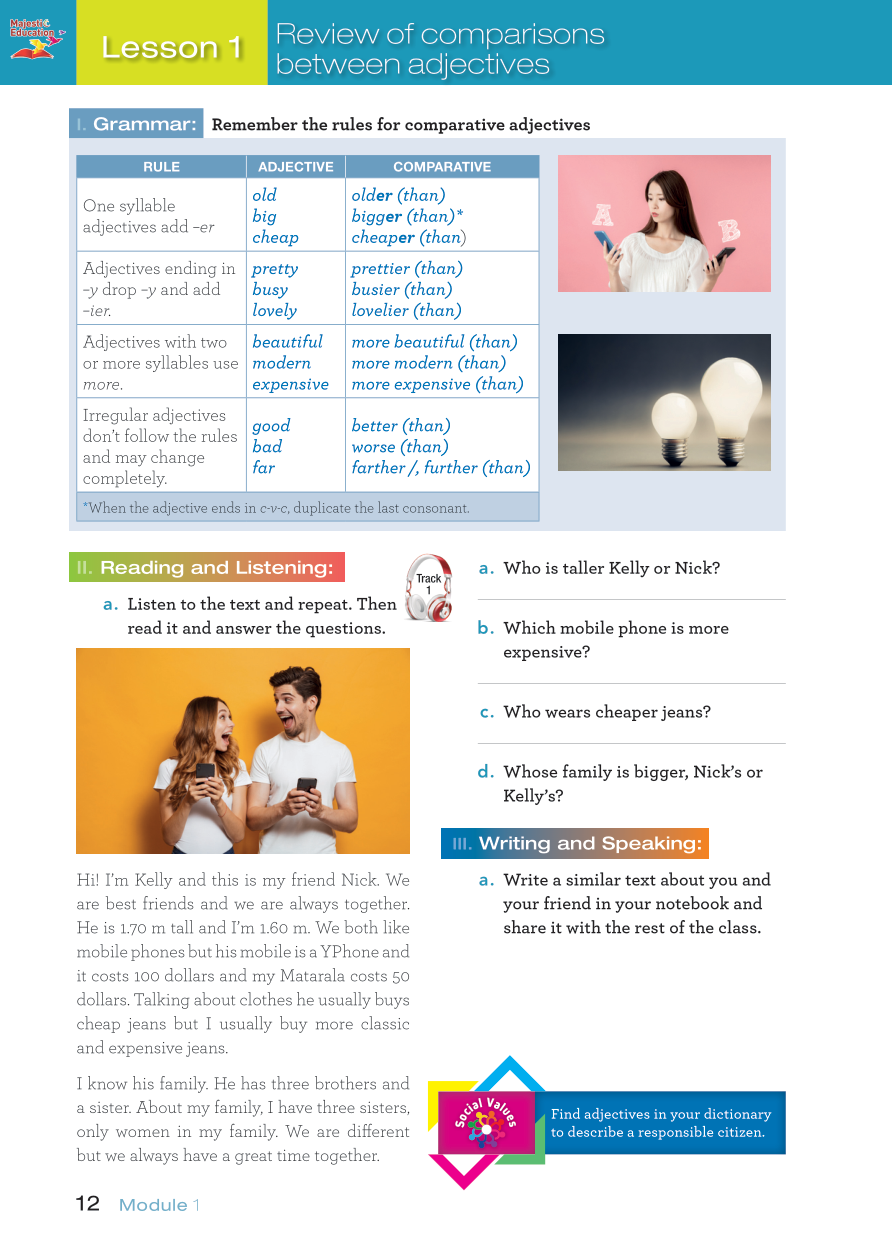 Majestic
Education
Lesson 1
Review of comparisons
between adjectives
I. Grammar:
Remember the rules for comparative adjectives
RULE
ADJECTIVE
COMPARATIVE
One syllable
adjectives add –er
old
big
cheap
older (than)
bigger (than)*
cheaper (than)
Adjectives ending in
–y drop –y and add
–ier.
pretty
busy
lovely
prettier (than)
busier (than)
lovelier (than)
Adjectives with two
or more syllables use
more.
beautiful
modern
expensive
more beautiful (than)
more modern (than)
more expensive (than)
Irregular adjectives
don't follow the rules
and may change
completely.
good
bad
far
better (than)
worse (than)
farther /, further (than)
*When the adjective ends in c-v-c, duplicate the last consonant.
A
B
II. Reading and Listening:
Track
1
a. Listen to the text and repeat. Then
read it and answer the questions.
Hi! I'm Kelly and this is my friend Nick. We
are best friends and we are always together.
He is 1.70 m tall and I'm 1.60 m. We both like
mobile phones but his mobile is a YPhone and
it costs 100 dollars and my Matarala costs 50
dollars. Talking about clothes he usually buys
cheap jeans but I usually buy more classic
and expensive jeans.
I know his family. He has three brothers and
a sister. About my family, I have three sisters,
only women in my family. We are different
but we always have a great time together.
a. Who is taller Kelly or Nick?
b. Which mobile phone is more
expensive?
c. Who wears cheaper jeans?
d. Whose family is bigger, Nick's or
Kelly's?
III. Writing and Speaking:
a. Write a similar text about you and
your friend in your notebook and
share it with the rest of the class.
Social Values
Find adjectives in your dictionary
to describe a responsible citizen.
12 Module 1